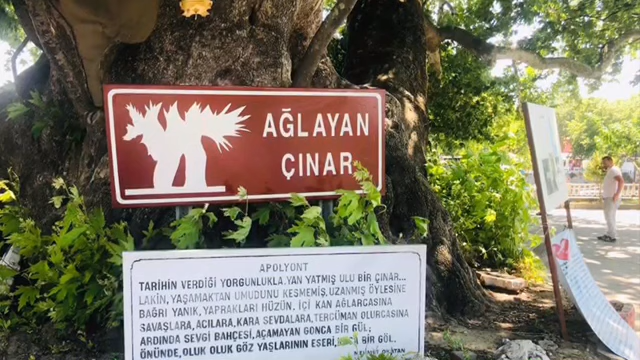 AĞLAYAN
ÇINAR
APOLYONT
TARİHİN VERDİĞİ YORGUNLUKLA, YAN YATMIŞ ULU BİR ÇINAR...
LAKİN, YAŞAMAKTAN UMUDUNU KESMEMİŞ, UZANMIŞ ÖYLESİNE
BAĞRI YANIK, YAPRAKLARI HÜZÜN, İÇİ KAN AĞLARCASINA
SAVAŞLARA, ACILARA, KARA SEVDALARA, TERCÜMAN OLURCASINA
ARDINDA SEVGİ BAHÇESİ, AÇAMAYAN GONCA BİR GÜL;
ÖNÜNDE, OLUK OLUK GÖZ YAŞLARININ ESERİ, BİR GÖL